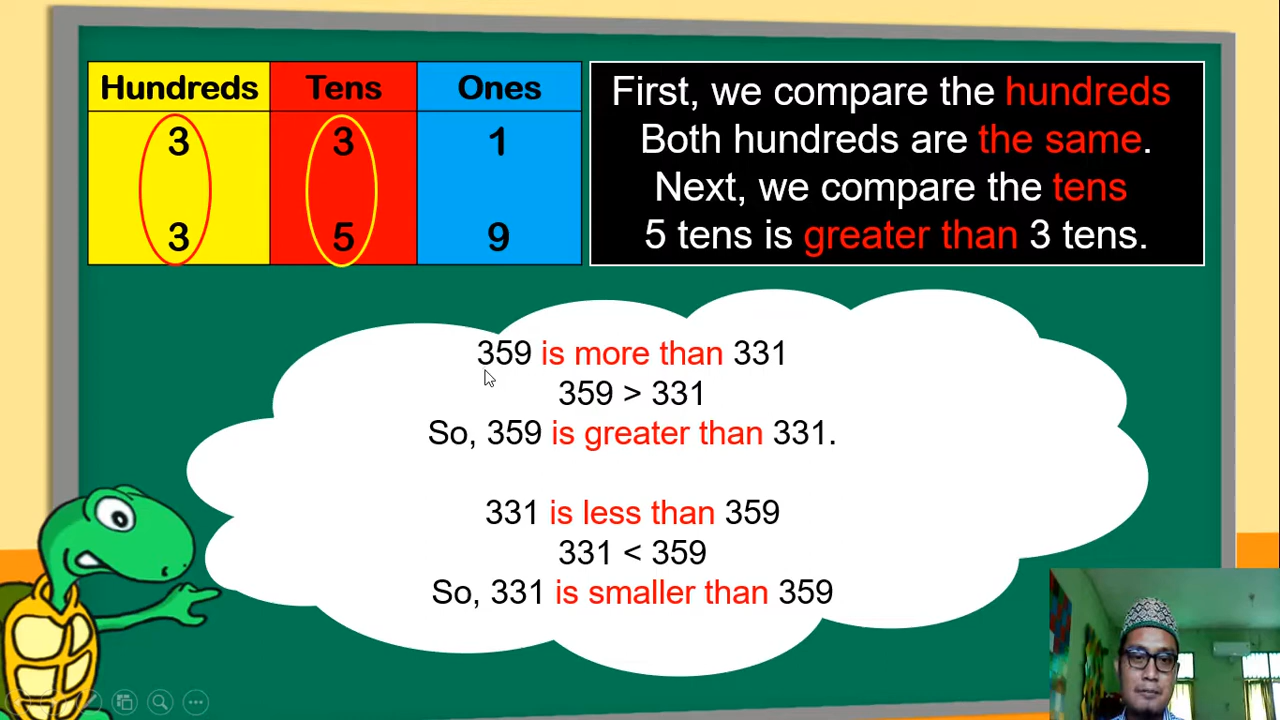 Hundreds Tens Ones
3 3 1
3 5 9
First, we compare the hundreds
Both hundreds are the same.
Next, we compare the tens
5 tens is greater than 3 tens.
359 is more than 331
359 > 331
So, 359 is greater than 331.
331 is less than 359
331 < 359
So, 331 is smaller than 359